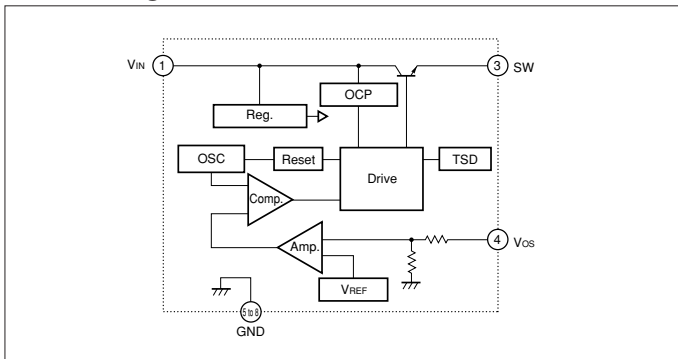 VIN
1
3
SW
OCP
Reg.
OSC
Reset
Drive
TSD
Comp.
Amp.
4
VOS
VREF
5 to 8
GND